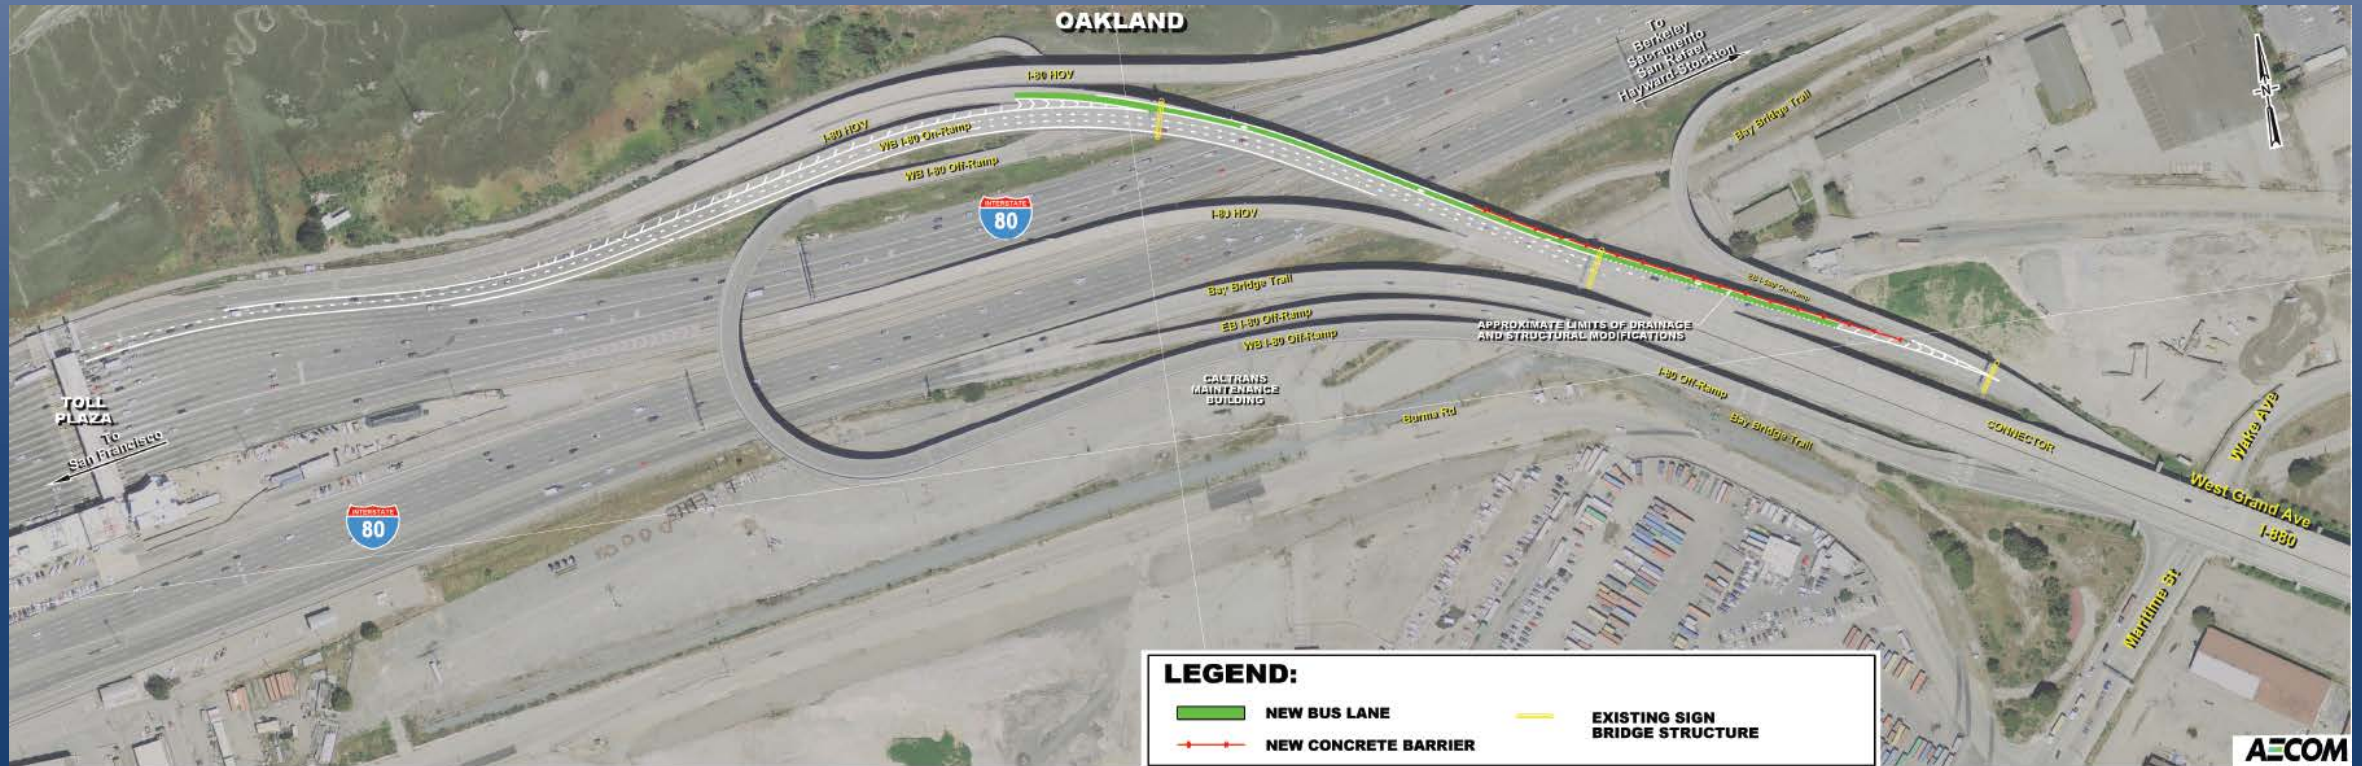 OAKLAND
To
Berkeley
Sacramento
San Rafael
Hayward-Stockton
N
I-80 HOV
I-80 HOV
WB I-80 On-Ramp
WB I-80 Off-Ramp
Bay Bridge Trail
INTERSTATE
80
I-80 HOV
Bay Bridge Trail
EB I-80 Off-Ramp
WB I-80 Off-Ramp
APPROXIMATE LIMITS OF DRAINAGE
AND STRUCTURAL MODIFICATIONS
CALTRANS
MAINTENANCE
BUILDING
TOLL
PLAZA
To
San Francisco
INTERSTATE
80
Burma Rd
I-80 Off-Ramp
Bay Bridge Trail
CONNECTOR
Wake Ave
West Grand Ave
I-880
Maritime St
LEGEND:
NEW BUS LANE
NEW CONCRETE BARRIER
EXISTING SIGN
BRIDGE STRUCTURE
AECOM